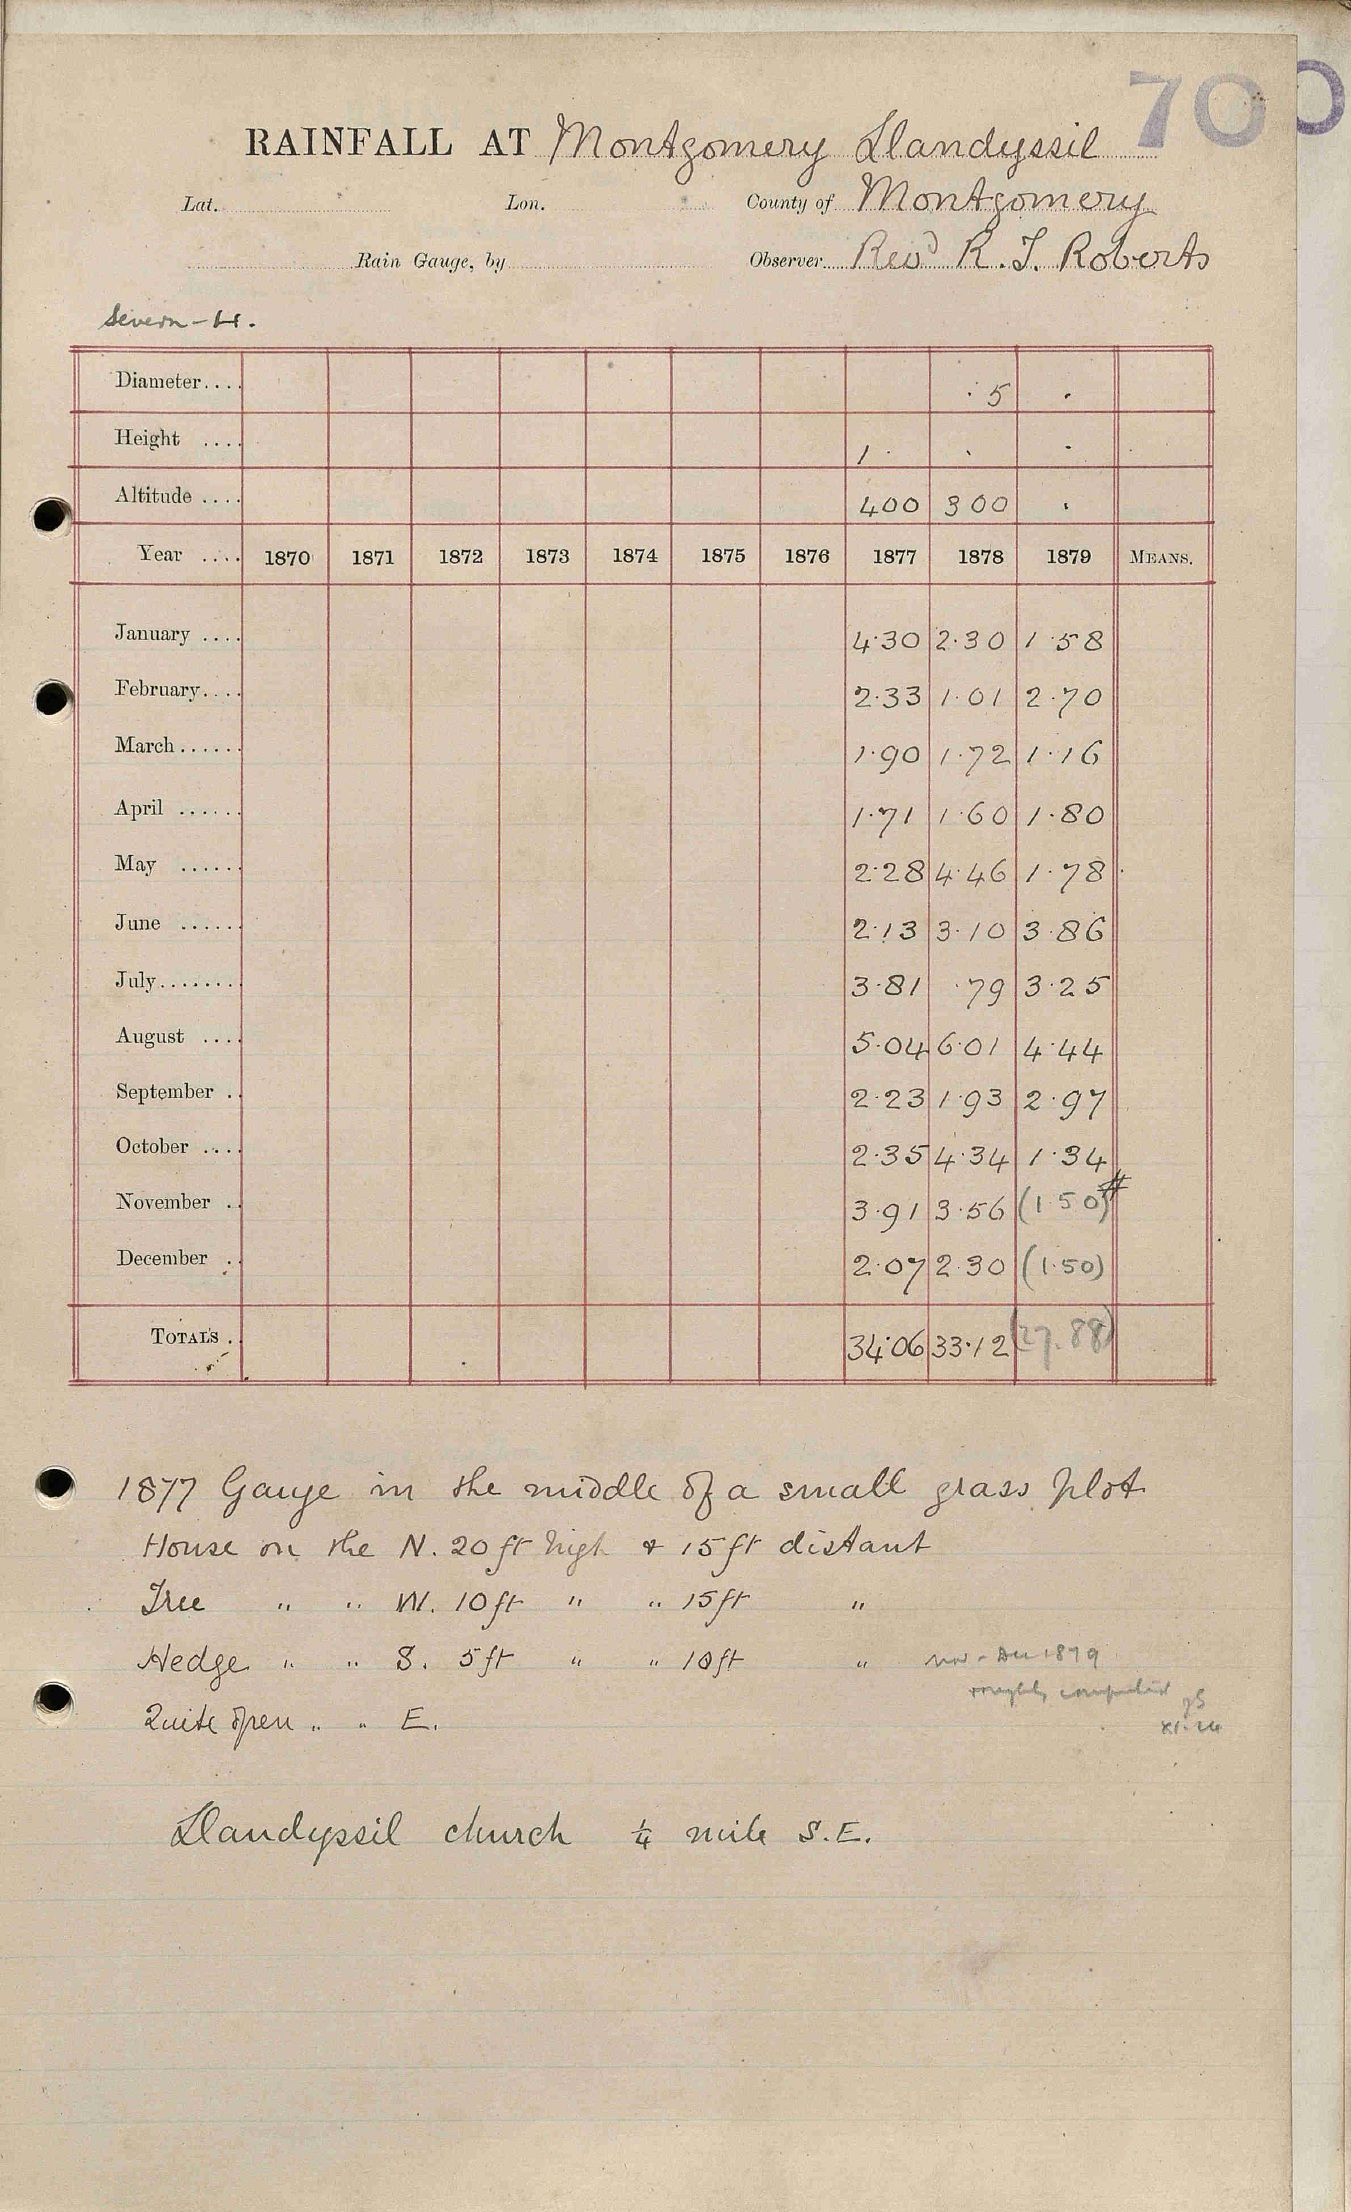 70
RAINFALL AT Montgomery Llandyssil
Lat. Lon. County of Montgomery
Rain Gauge, by Observer Revd R. J. Roberts
Severn - H.
Diameter.... · 5 ·
Height .... 1 · · ·
Altitude .... 400 300 ·
Year .... 1870 1871 1872 1873 1874 1875 1876 1877 1878 1879 MEANS.
January .... 4·30 2·30 1·58
February.... 2·33 1·01 2·70
March...... 1·90 1·72 1·16
April ...... 1·71 1·60 1·80
May ...... 2·28 4·46 1·78
June ...... 2·13 3·10 3·86
July........ 3·81 ·79 3·25
August .... 5·04 6·01 4·44
September .. 2·23 1·93 2·97
October .... 2·35 4·34 1·34
November .. 3·91 3·56 (1·50)#
December .. 2·07 2·30 (1·50)
TOTALS .. 34·06 33·12 (27.88)
1877 Gauge in the middle of a small grass plot
House on the N. 20 ft high & 15 ft distant
Tree " " W. 10 ft " " 15 ft "
Hedge " " S. 5 ft " " 10 ft " Nov - Dec 1879
roughly computed
Quite open " " E.
XI.24
Llandyssil church ¼ mile S.E.